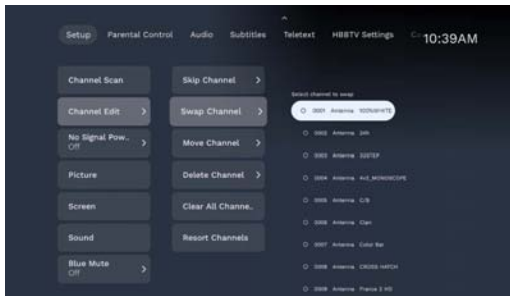 Setup Parental Control Audio Subtitles Teletext HBBTV Settings
10:39AM
Channel Scan
Channel Edit
No Signal Pow..
Off
Picture
Screen
Sound
Blue Mute
Off
Skip Channel
Swap Channel
Move Channel
Delete Channel
Clear All Channe..
Resort Channels
Select channel to swap
0001 Antenna 100%WHITE
0002 Antenna 24h
0003 Antenna 32STEP
0004 Antenna 4x3_MONOSCOPE
0005 Antenna C/B
0006 Antenna Clan
0007 Antenna Color Bar
0008 Antenna CROSS HATCH
0009 Antenna France 2 HD